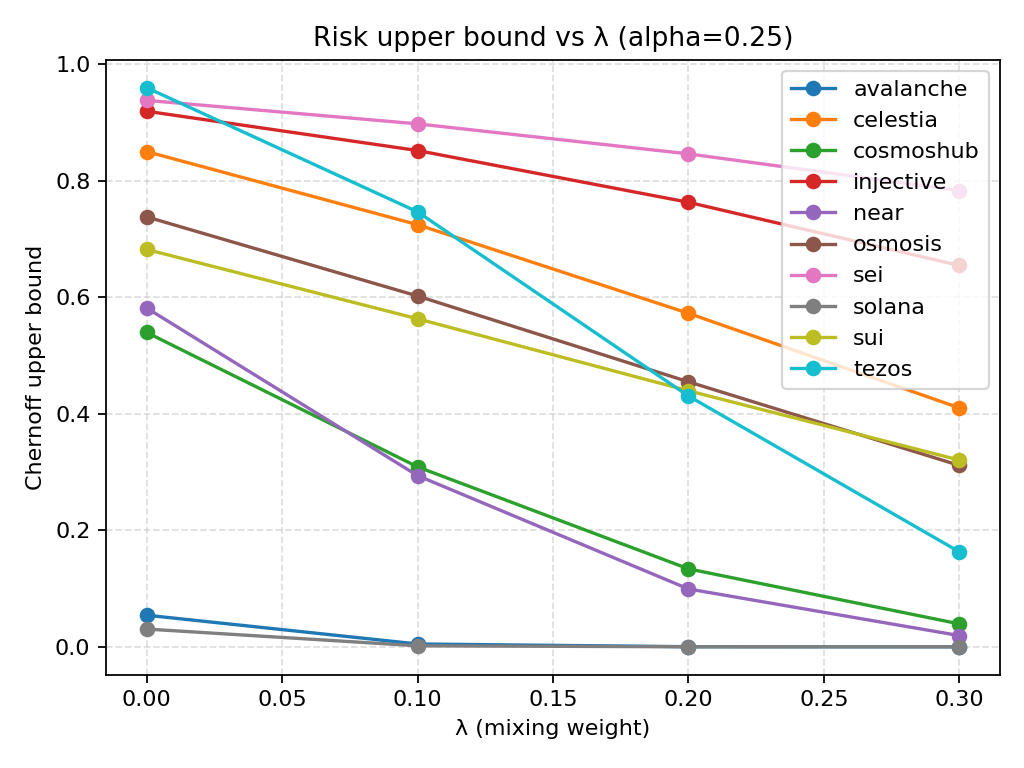 Risk upper bound vs λ (alpha=0.25)
Chernoff upper bound
1.0
0.8
0.6
0.4
0.2
0.0
avalanche
celestia
cosmoshub
injective
near
osmosis
sei
solana
sui
tezos
0.00 0.05 0.10 0.15 0.20 0.25 0.30
λ (mixing weight)